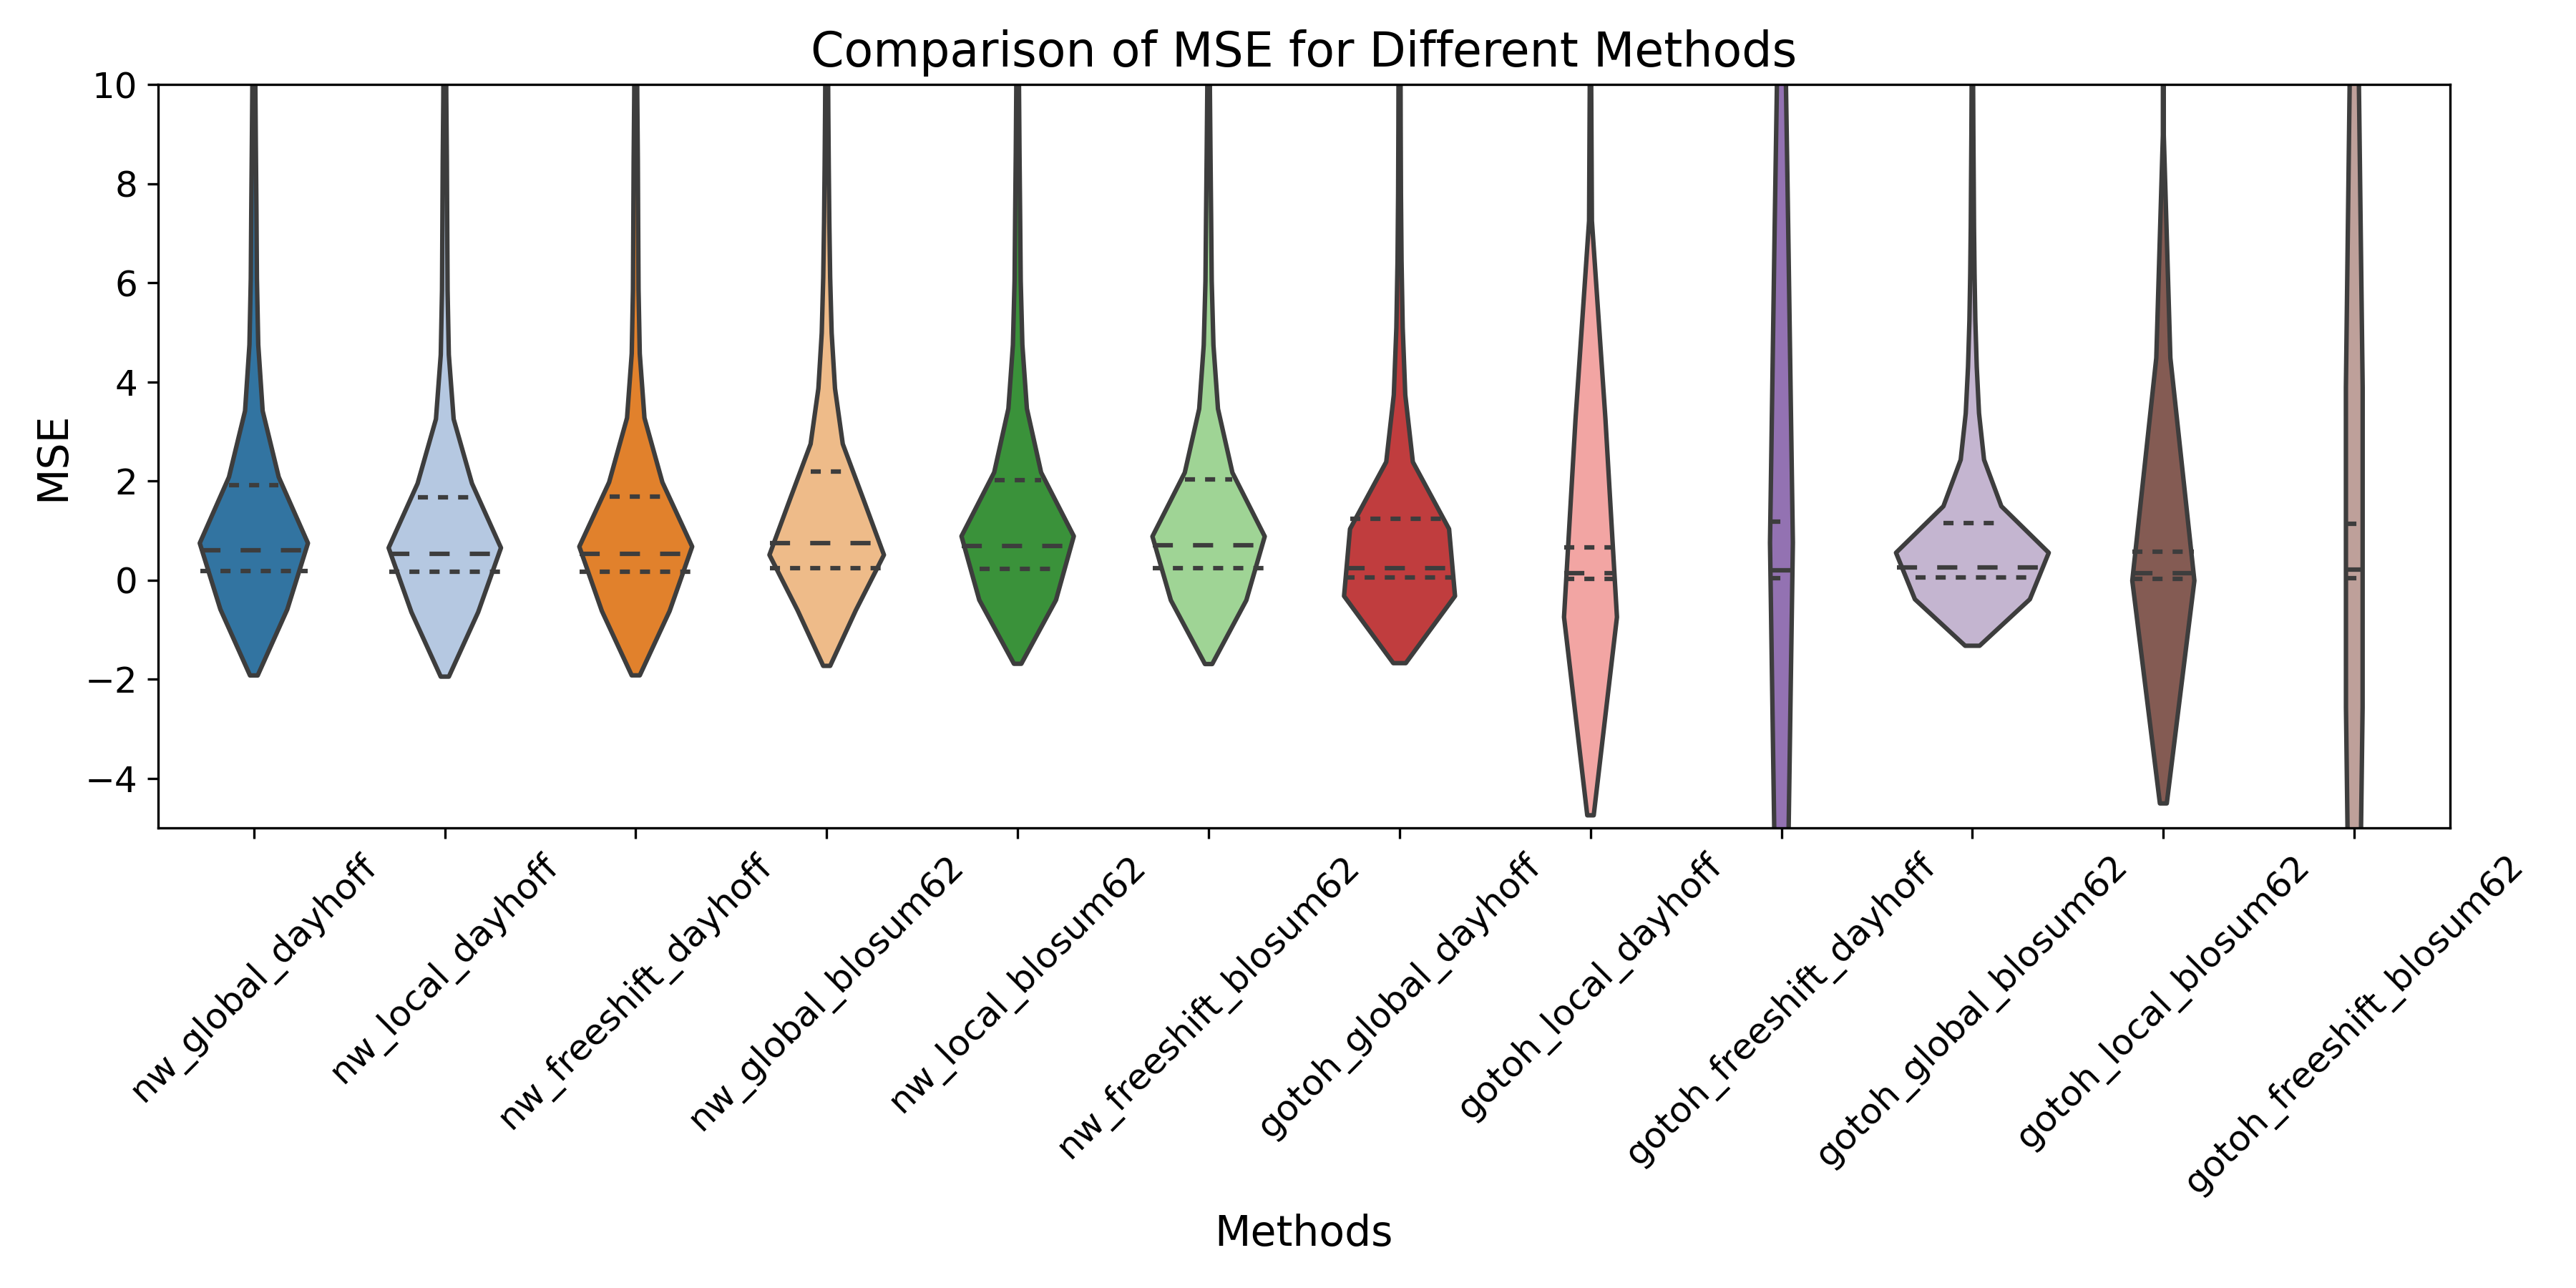 Comparison of MSE for Different Methods
10
8
6
4
2
0
−2
−4
MSE
nw_global_dayhoff
nw_local_dayhoff
nw_freeshift_dayhoff
nw_global_blosum62
nw_local_blosum62
nw_freeshift_blosum62
gotoh_global_dayhoff
gotoh_local_dayhoff
gotoh_freeshift_dayhoff
gotoh_global_blosum62
gotoh_local_blosum62
gotoh_freeshift_blosum62
Methods